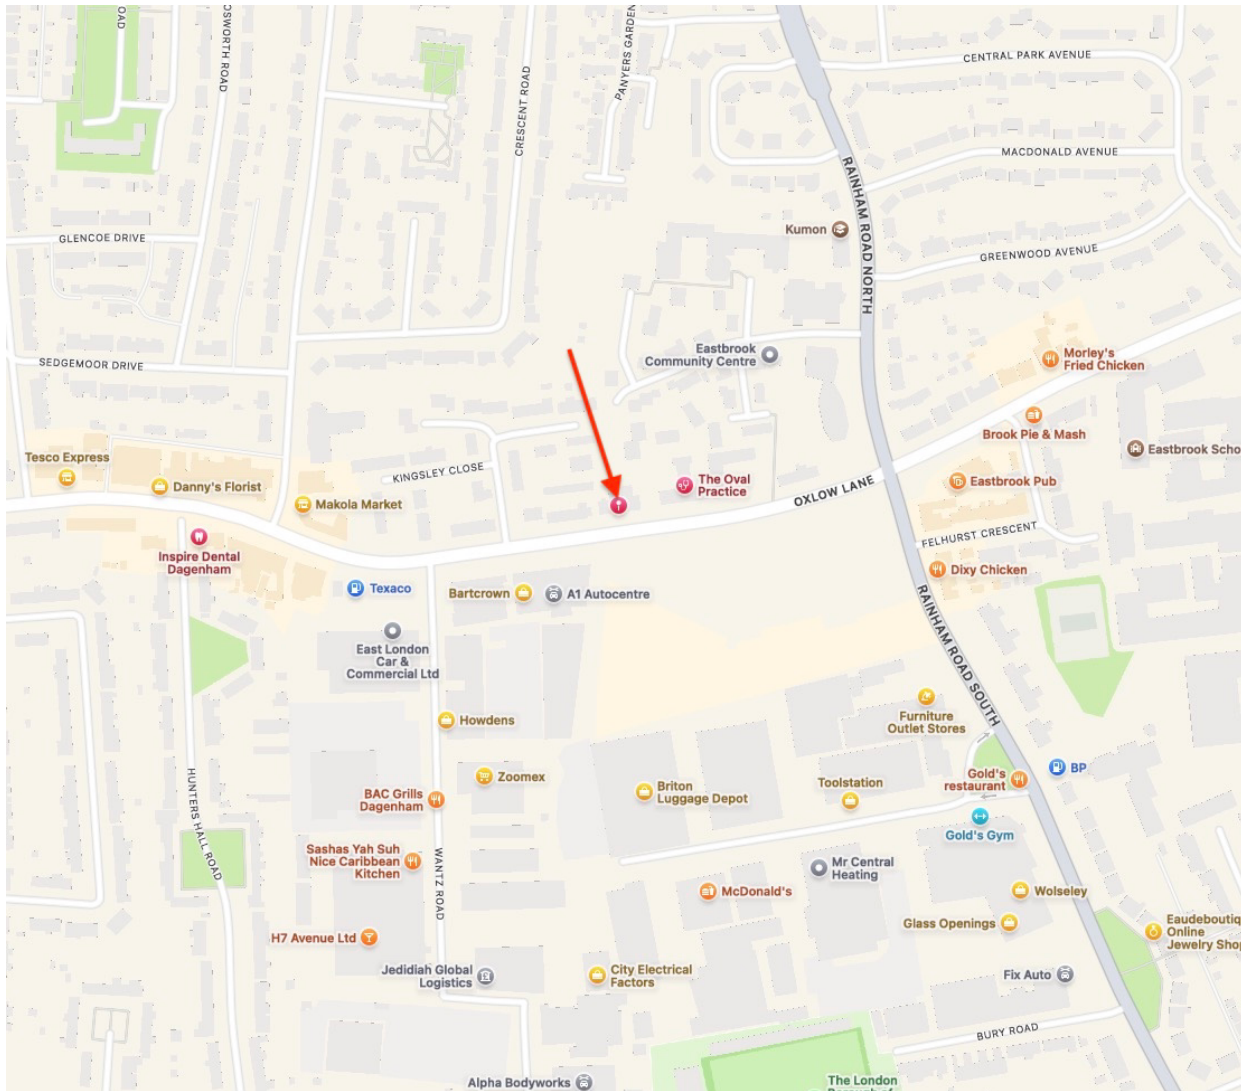 ROAD
OSWORTH ROAD
CRESCENT ROAD
PANYERS GARDEN
CENTRAL PARK AVENUE
MACDONALD AVENUE
RAINHAM ROAD NORTH
Kumon
GLENCOE DRIVE
GREENWOOD AVENUE
SEDGEMOOR DRIVE
Eastbrook
Community Centre
Morley's
Fried Chicken
Brook Pie & Mash
Eastbrook Scho
Tesco Express
Danny's Florist
KINGSLEY CLOSE
Makola Market
The Oval
Practice
OXLOW LANE
Eastbrook Pub
FELHURST CRESCENT
Inspire Dental
Dagenham
Texaco
Bartcrown
A1 Autocentre
Dixy Chicken
RAINHAM ROAD SOUTH
East London
Car &
Commercial Ltd
Howdens
Furniture
Outlet Stores
HUNTERS HALL ROAD
Zoomex
BAC Grills
Dagenham
Briton
Luggage Depot
Toolstation
Gold's
restaurant
BP
Gold's Gym
Sashas Yah Suh
Nice Caribbean
Kitchen
WANTZ ROAD
Mr Central
Heating
McDonald's
Wolseley
Glass Openings
Eaudeboutiq
Online
Jewelry Shop
H7 Avenue Ltd
Jedidiah Global
Logistics
City Electrical
Factors
Fix Auto
BURY ROAD
Alpha Bodyworks
The London